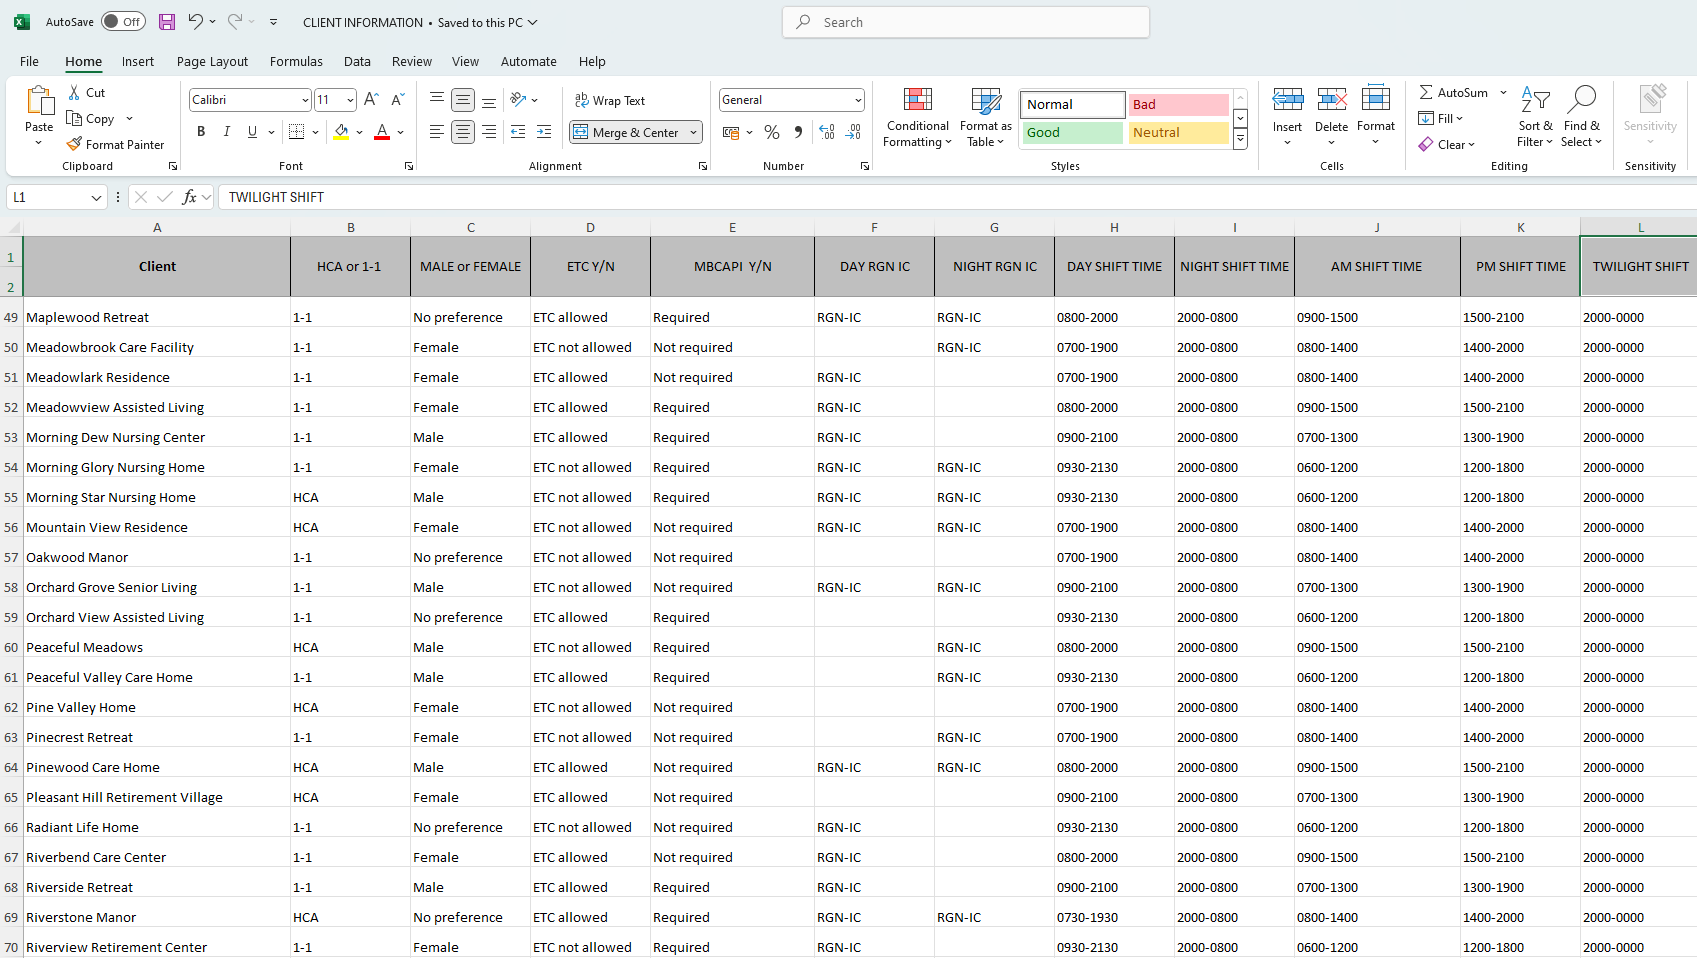 AutoSave Off CLIENT INFORMATION • Saved to this PC Search
File Home Insert Page Layout Formulas Data Review View Automate Help
Paste Cut Copy Format Painter Clipboard
Calibri 11 A A B I U A Font
ab Wrap Text Merge & Center Alignment
General % 9 .00 .00 Number
Conditional Formatting Format as Table Normal Bad Good Neutral Styles
Insert Delete Format Cells
AutoSum Fill Clear Sort & Filter Find & Select Editing
Sensitivity Sensitivity
L1 fx TWILIGHT SHIFT
A B C D E F G H I J K L
1 2 Client HCA or 1-1 MALE or FEMALE ETC Y/N MBCAPI Y/N DAY RGN IC NIGHT RGN IC DAY SHIFT TIME NIGHT SHIFT TIME AM SHIFT TIME PM SHIFT TIME TWILIGHT SHIFT
49 Maplewood Retreat 1-1 No preference ETC allowed Required RGN-IC RGN-IC 0800-2000 2000-0800 0900-1500 1500-2100 2000-0000
50 Meadowbrook Care Facility 1-1 Female ETC not allowed Not required RGN-IC 0700-1900 2000-0800 0800-1400 1400-2000 2000-0000
51 Meadowlark Residence 1-1 Female ETC allowed Not required RGN-IC 0700-1900 2000-0800 0800-1400 1400-2000 2000-0000
52 Meadowview Assisted Living 1-1 Female ETC allowed Required RGN-IC 0800-2000 2000-0800 0900-1500 1500-2100 2000-0000
53 Morning Dew Nursing Center 1-1 Male ETC allowed Required RGN-IC 0900-2100 2000-0800 0700-1300 1300-1900 2000-0000
54 Morning Glory Nursing Home 1-1 Female ETC not allowed Required RGN-IC RGN-IC 0930-2130 2000-0800 0600-1200 1200-1800 2000-0000
55 Morning Star Nursing Home HCA Male ETC not allowed Required RGN-IC RGN-IC 0930-2130 2000-0800 0600-1200 1200-1800 2000-0000
56 Mountain View Residence HCA Female ETC not allowed Not required RGN-IC RGN-IC 0700-1900 2000-0800 0800-1400 1400-2000 2000-0000
57 Oakwood Manor 1-1 No preference ETC not allowed Not required 0700-1900 2000-0800 0800-1400 1400-2000 2000-0000
58 Orchard Grove Senior Living 1-1 Male ETC not allowed Not required RGN-IC RGN-IC 0900-2100 2000-0800 0700-1300 1300-1900 2000-0000
59 Orchard View Assisted Living 1-1 No preference ETC allowed Required 0930-2130 2000-0800 0600-1200 1200-1800 2000-0000
60 Peaceful Meadows HCA Male ETC not allowed Required RGN-IC 0800-2000 2000-0800 0900-1500 1500-2100 2000-0000
61 Peaceful Valley Care Home 1-1 Male ETC allowed Required RGN-IC 0930-2130 2000-0800 0600-1200 1200-1800 2000-0000
62 Pine Valley Home HCA Female ETC not allowed Not required 0700-1900 2000-0800 0800-1400 1400-2000 2000-0000
63 Pinecrest Retreat 1-1 Female ETC not allowed Not required RGN-IC 0700-1900 2000-0800 0800-1400 1400-2000 2000-0000
64 Pinewood Care Home HCA Male ETC allowed Not required RGN-IC RGN-IC 0800-2000 2000-0800 0900-1500 1500-2100 2000-0000
65 Pleasant Hill Retirement Village HCA Female ETC allowed Not required 0900-2100 2000-0800 0700-1300 1300-1900 2000-0000
66 Radiant Life Home 1-1 No preference ETC not allowed Not required RGN-IC 0930-2130 2000-0800 0600-1200 1200-1800 2000-0000
67 Riverbend Care Center 1-1 Female ETC allowed Not required RGN-IC 0800-2000 2000-0800 0900-1500 1500-2100 2000-0000
68 Riverside Retreat 1-1 Male ETC allowed Required RGN-IC 0900-2100 2000-0800 0700-1300 1300-1900 2000-0000
69 Riverstone Manor HCA No preference ETC allowed Required RGN-IC RGN-IC 0730-1930 2000-0800 0800-1400 1400-2000 2000-0000
70 Riverview Retirement Center 1-1 Female ETC not allowed Required RGN-IC 0930-2130 2000-0800 0600-1200 1200-1800 2000-0000